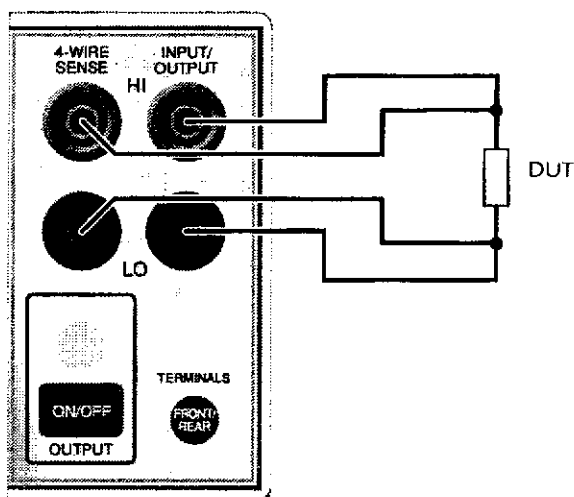 4-WIRE
SENSE
INPUT/
OUTPUT
HI
DUT
LO
TERMINALS
ON/OFF
FRONT/
REAR
OUTPUT